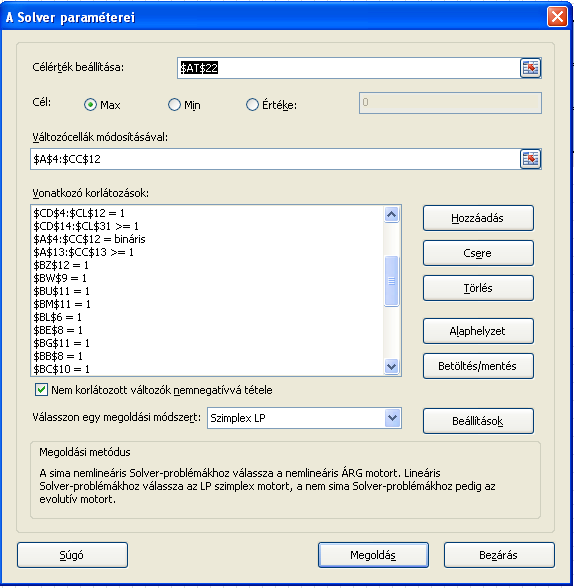 A Solver paraméterei
Célérték beállítása:
$AT$22
Cél:
Max
Min
Értéke:
0
Változócellák módosításával:
$A$4:$CC$12
Vonatkozó korlátozások:
$CD$4:$CL$12 = 1
$CD$14:$CL$31 >= 1
$A$4:$CC$12 = bináris
$A$13:$CC$13 >= 1
$BZ$12 = 1
$BW$9 = 1
$BU$11 = 1
$BM$11 = 1
$BL$6 = 1
$BE$8 = 1
$BG$11 = 1
$BB$8 = 1
$BC$10 = 1
Hozzáadás
Csere
Törlés
Alaphelyzet
Betöltés/mentés
Nem korlátozott változók nemnegatívvá tétele
Válasszon egy megoldási módszert:
Szimplex LP
Beállítások
Megoldási metódus
A sima nemlineáris Solver-problémákhoz válassza a nemlineáris ÁRG motort. Lineáris
Solver-problémákhoz válassza az LP szimplex motort, a nem sima Solver-problémákhoz pedig az
evolutív motort.
Súgó
Megoldás
Bezárás